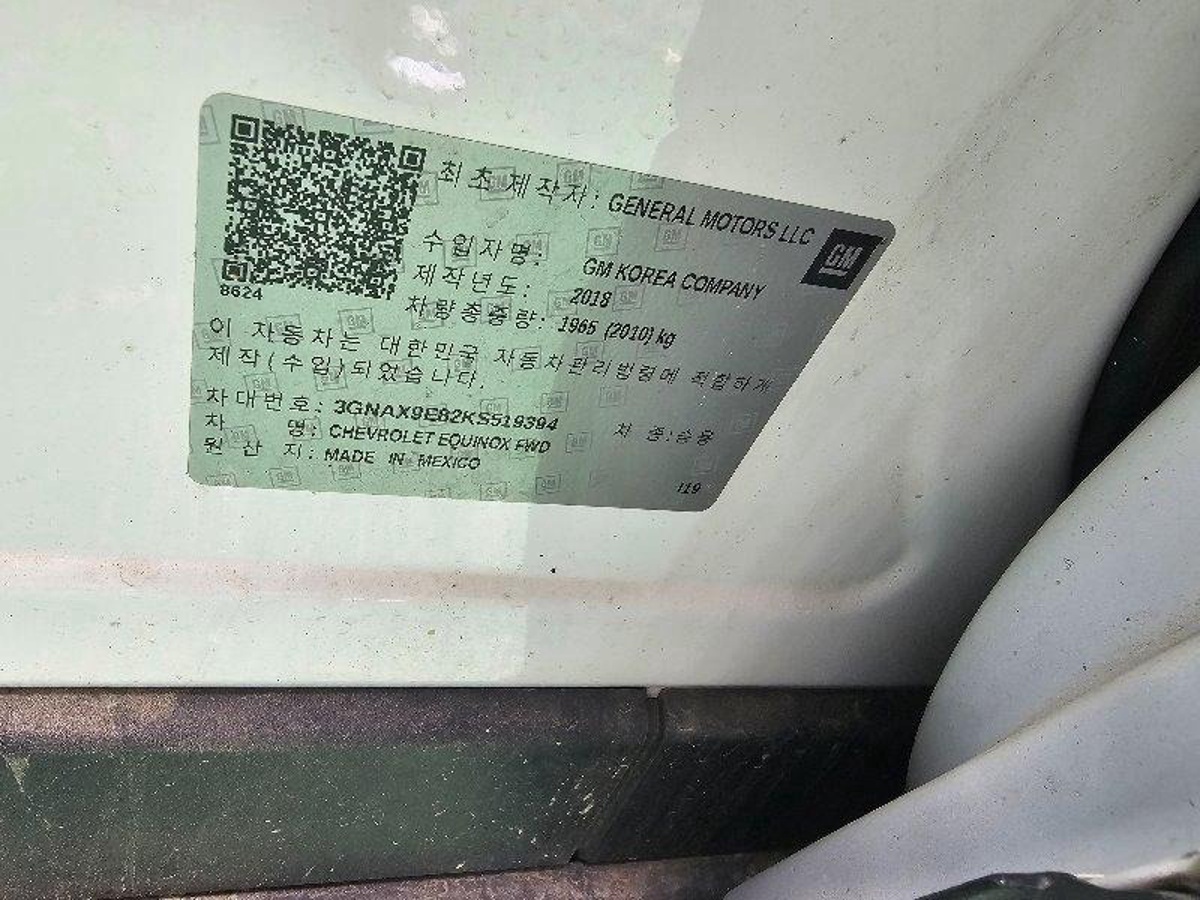 최초제작자: GENERAL MOTORS LLC
GM
수입자명: GM KOREA COMPANY
제작년도: 2018
8624
차량총중량: 1965 (2010) kg
이 자동차는 대한민국 자동차관리법령에 적합하게
제작(수입)되었습니다.
차대번호: 3GNAX9E82KS519394
차 명: CHEVROLET EQUINOX FWD 차 종:승용
원산지: MADE IN MEXICO
I19